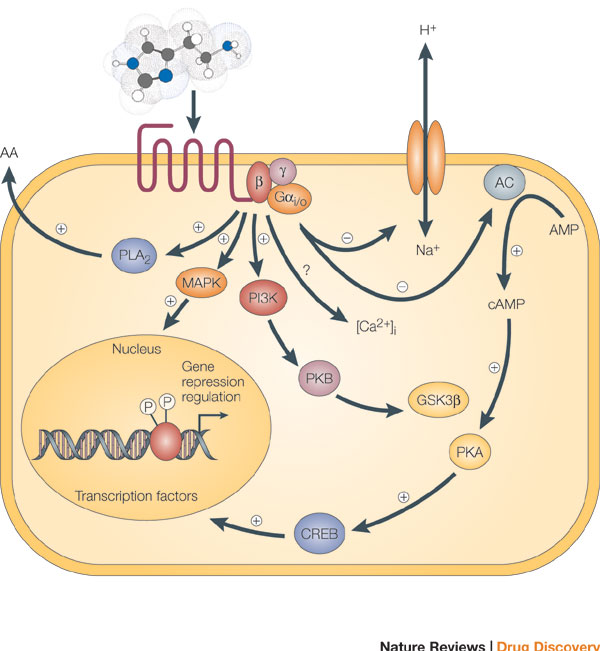 H⁺
AA
β
γ
Gαi/o
AC
+
+
+
+
−
−
+
?
PLA₂
MAPK
PI3K
Na⁺
AMP
cAMP
[Ca²⁺]i
+
+
Nucleus
Gene
repression
regulation
PKB
GSK3β
P
P
PKA
Transcription factors
+
+
CREB
Nature Reviews | Drug Discovery